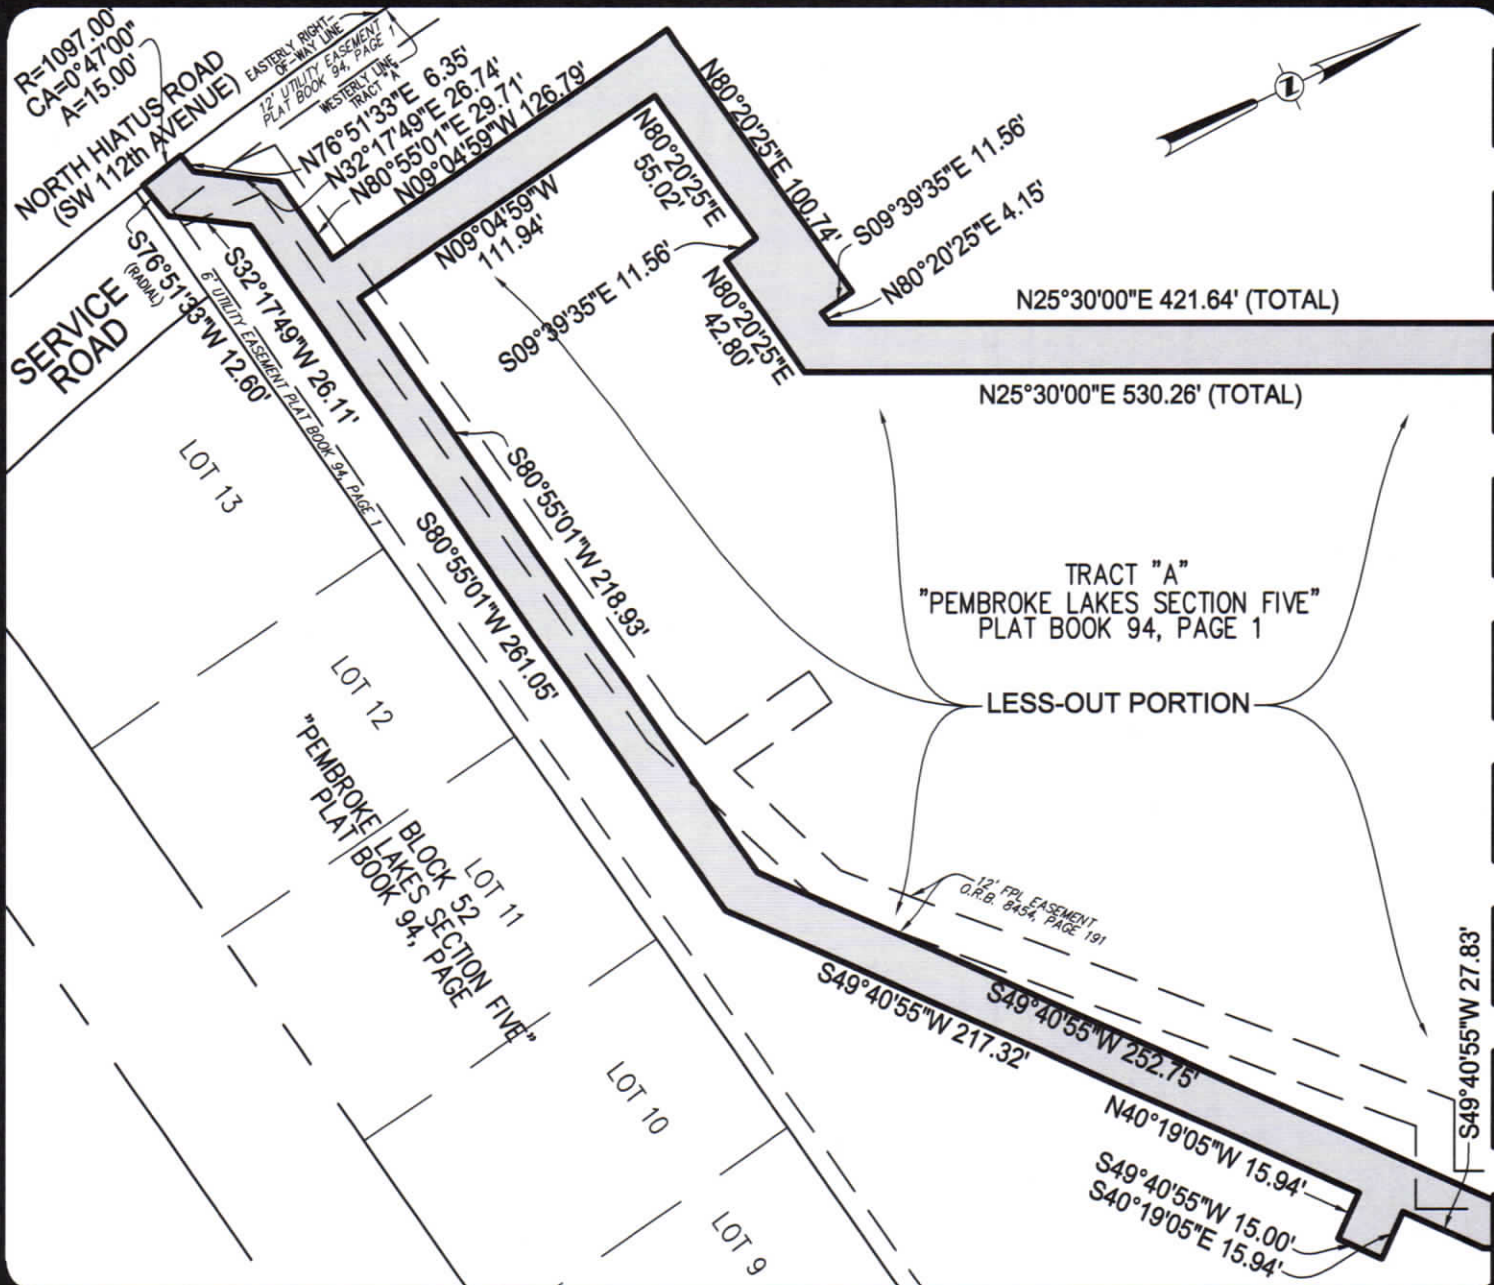 R=1097.00'
CA=0°47'00"
A=15.00'
NORTH HIATUS ROAD
(SW 112th AVENUE)
EASTERLY RIGHT-
OF-WAY LINE
12' UTILITY EASEMENT
PLAT BOOK 94, PAGE 1
WESTERLY LINE
TRACT "A"
N76°51'33"E 6.35'
N32°17'49"E 26.74'
N80°55'01"E 29.71'
N09°04'59"W 126.79'
N80°20'25"E 100.74'
N80°20'25"E
55.02'
S09°39'35"E 11.56'
N80°20'25"E 4.15'
N09°04'59"W
111.94'
S09°39'35"E 11.56'
N80°20'25"E
42.80'
N25°30'00"E 421.64' (TOTAL)
N25°30'00"E 530.26' (TOTAL)
SERVICE
ROAD
S76°51'33"W 12.60'
(RADIAL)
S32°17'49"W 26.11'
6' UTILITY EASEMENT PLAT BOOK 94, PAGE 1
LOT 13
S80°55'01"W 218.93'
S80°55'01"W 261.05'
TRACT "A"
"PEMBROKE LAKES SECTION FIVE"
PLAT BOOK 94, PAGE 1
LESS-OUT PORTION
LOT 12
BLOCK 52
"PEMBROKE LAKES SECTION FIVE"
PLAT BOOK 94, PAGE
LOT 11
12' FPL EASEMENT
O.R.B. 8454, PAGE 191
S49°40'55"W 217.32'
S49°40'55"W 252.75'
S49°40'55"W 27.83'
LOT 10
N40°19'05"W 15.94'
S49°40'55"W 15.00'
S40°19'05"E 15.94'
LOT 9